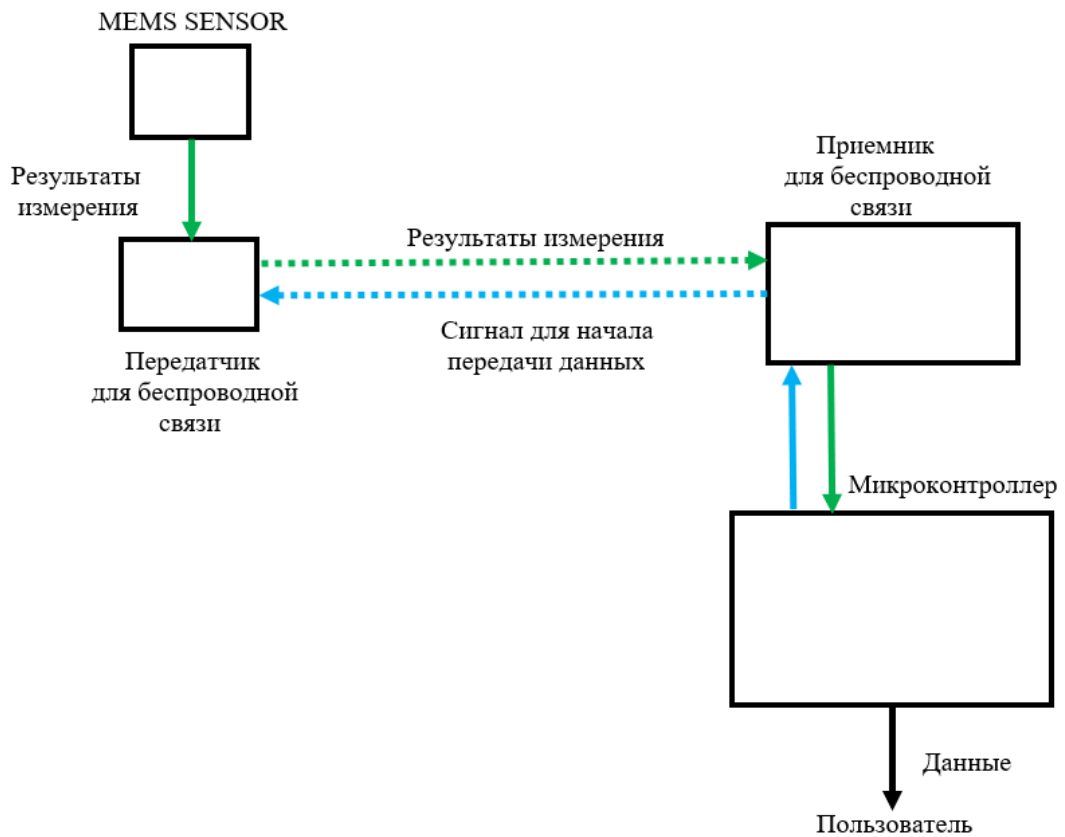 MEMS SENSOR
Результаты
измерения
Приемник
для беспроводной
связи
Результаты измерения
Сигнал для начала
передачи данных
Передатчик
для беспроводной
связи
Микроконтроллер
Данные
Пользователь